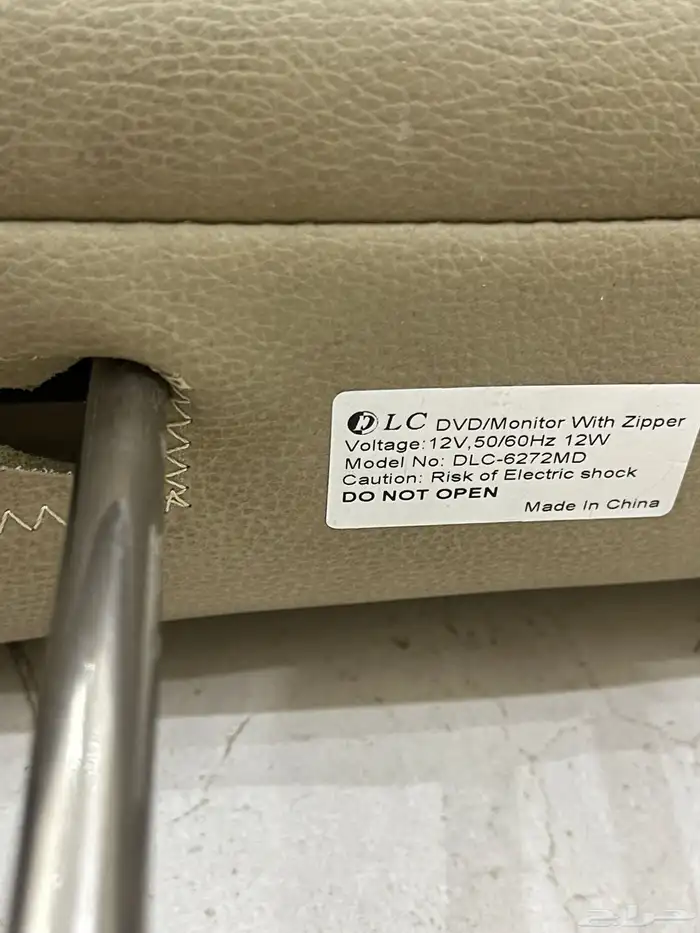 DLC DVD/Monitor With Zipper
Voltage:12V,50/60Hz 12W
Model No: DLC-6272MD
Caution: Risk of Electric shock
DO NOT OPEN
Made In China
حراج